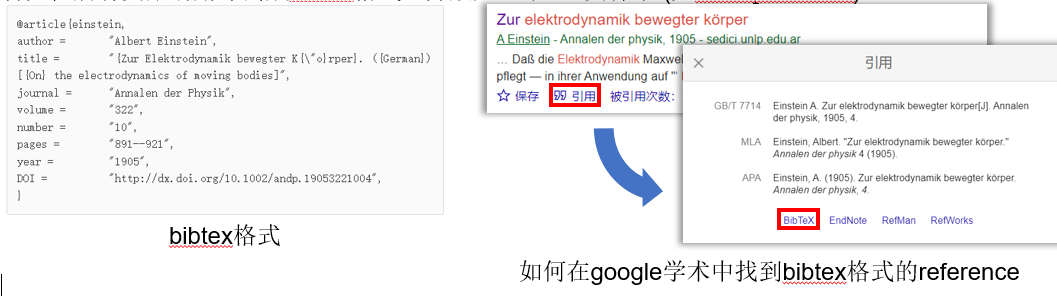 @article{einstein,
author = "Albert Einstein",
title = "{Zur Elektrodynamik bewegter K{\"o}rper}. ({German})
[{On} the electrodynamics of moving bodies]",
journal = "Annalen der Physik",
volume = "322",
number = "10",
pages = "891--921",
year = "1905",
DOI = "http://dx.doi.org/10.1002/andp.19053221004",
}
bibtex格式
Zur elektrodynamik bewegter körper
A Einstein - Annalen der physik, 1905 - sedici.unlp.edu.ar
… Daß die Elektrodynamik Maxwel
pflegt — in ihrer Anwendung auf "'
保存 引用 被引用次数:
引用
GB/T 7714 Einstein A. Zur elektrodynamik bewegter körper[J]. Annalen
der physik, 1905, 4.
MLA Einstein, Albert. "Zur elektrodynamik bewegter körper."
Annalen der physik 4 (1905).
APA Einstein, A. (1905). Zur elektrodynamik bewegter körper.
Annalen der physik, 4.
BibTeX EndNote RefMan RefWorks
如何在google学术中找到bibtex格式的reference